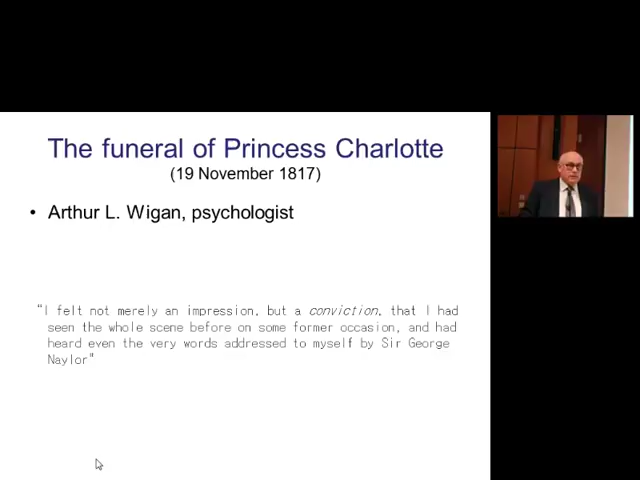 The funeral of Princess Charlotte
(19 November 1817)
• Arthur L. Wigan, psychologist
“I felt not merely an impression, but a conviction, that I had
seen the whole scene before on some former occasion, and had
heard even the very words addressed to myself by Sir George
Naylor”